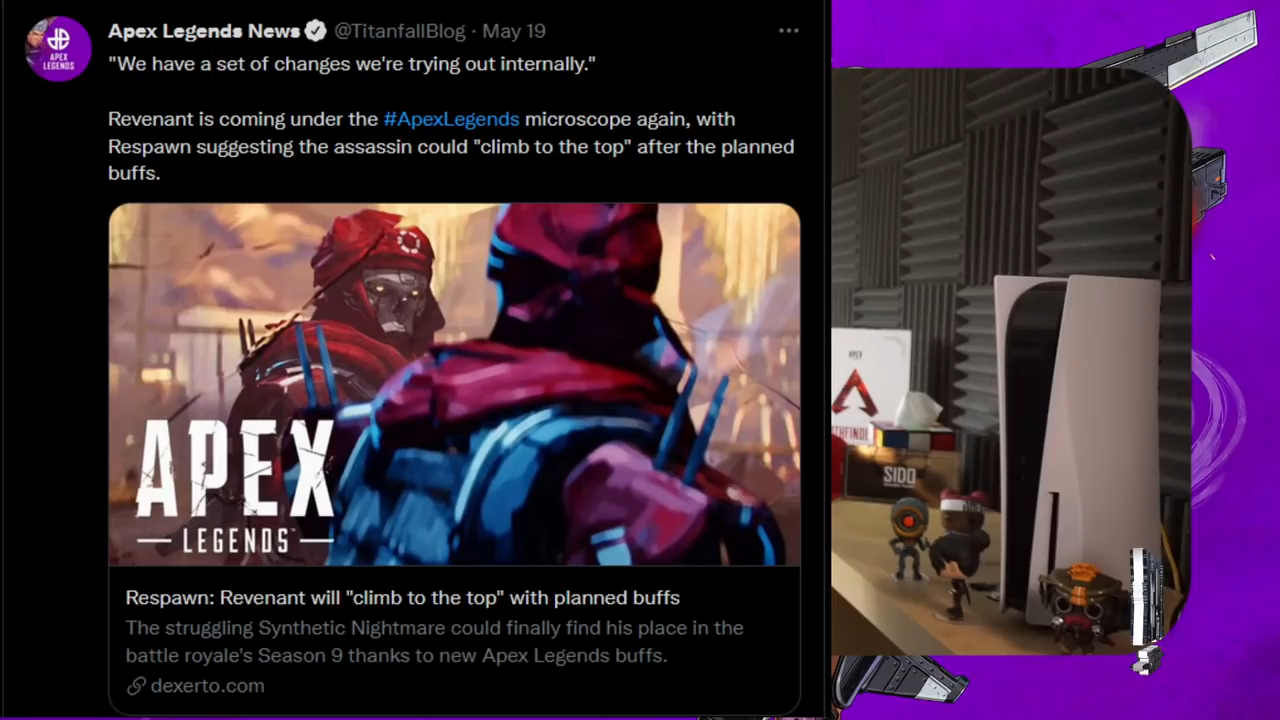 Apex Legends News @TitanfallBlog · May 19
"We have a set of changes we're trying out internally."
Revenant is coming under the #ApexLegends microscope again, with
Respawn suggesting the assassin could "climb to the top" after the planned
buffs.
APEX
LEGENDS
APEX
LEGENDS
Respawn: Revenant will "climb to the top" with planned buffs
The struggling Synthetic Nightmare could finally find his place in the
battle royale's Season 9 thanks to new Apex Legends buffs.
dexerto.com
APEX
SIDO